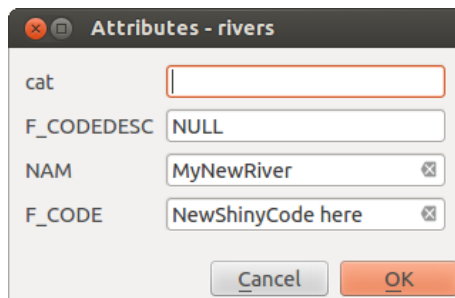 Attributes - rivers
cat
F_CODEDESC NULL
NAM MyNewRiver
F_CODE NewShinyCode here
Cancel OK